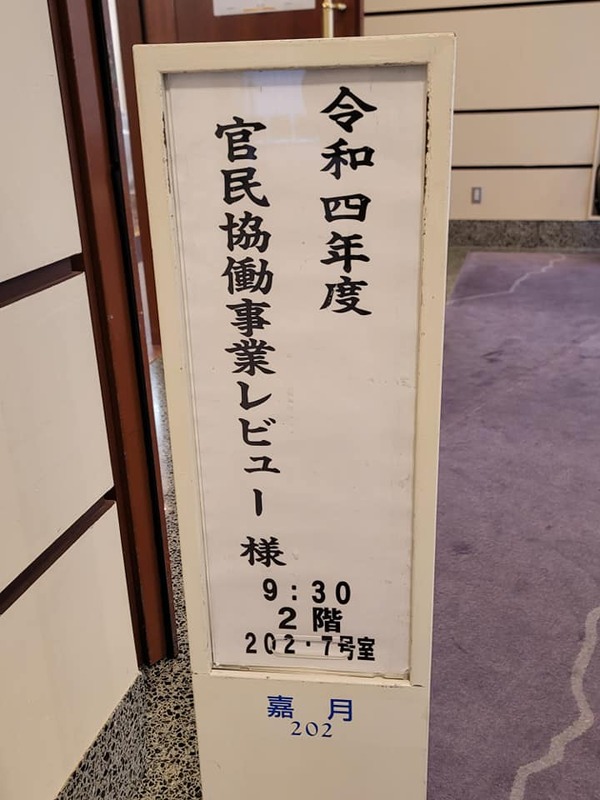 令和四年度
官民協働事業レビュー 様
9:30
2階
202・7号室
嘉 月
202